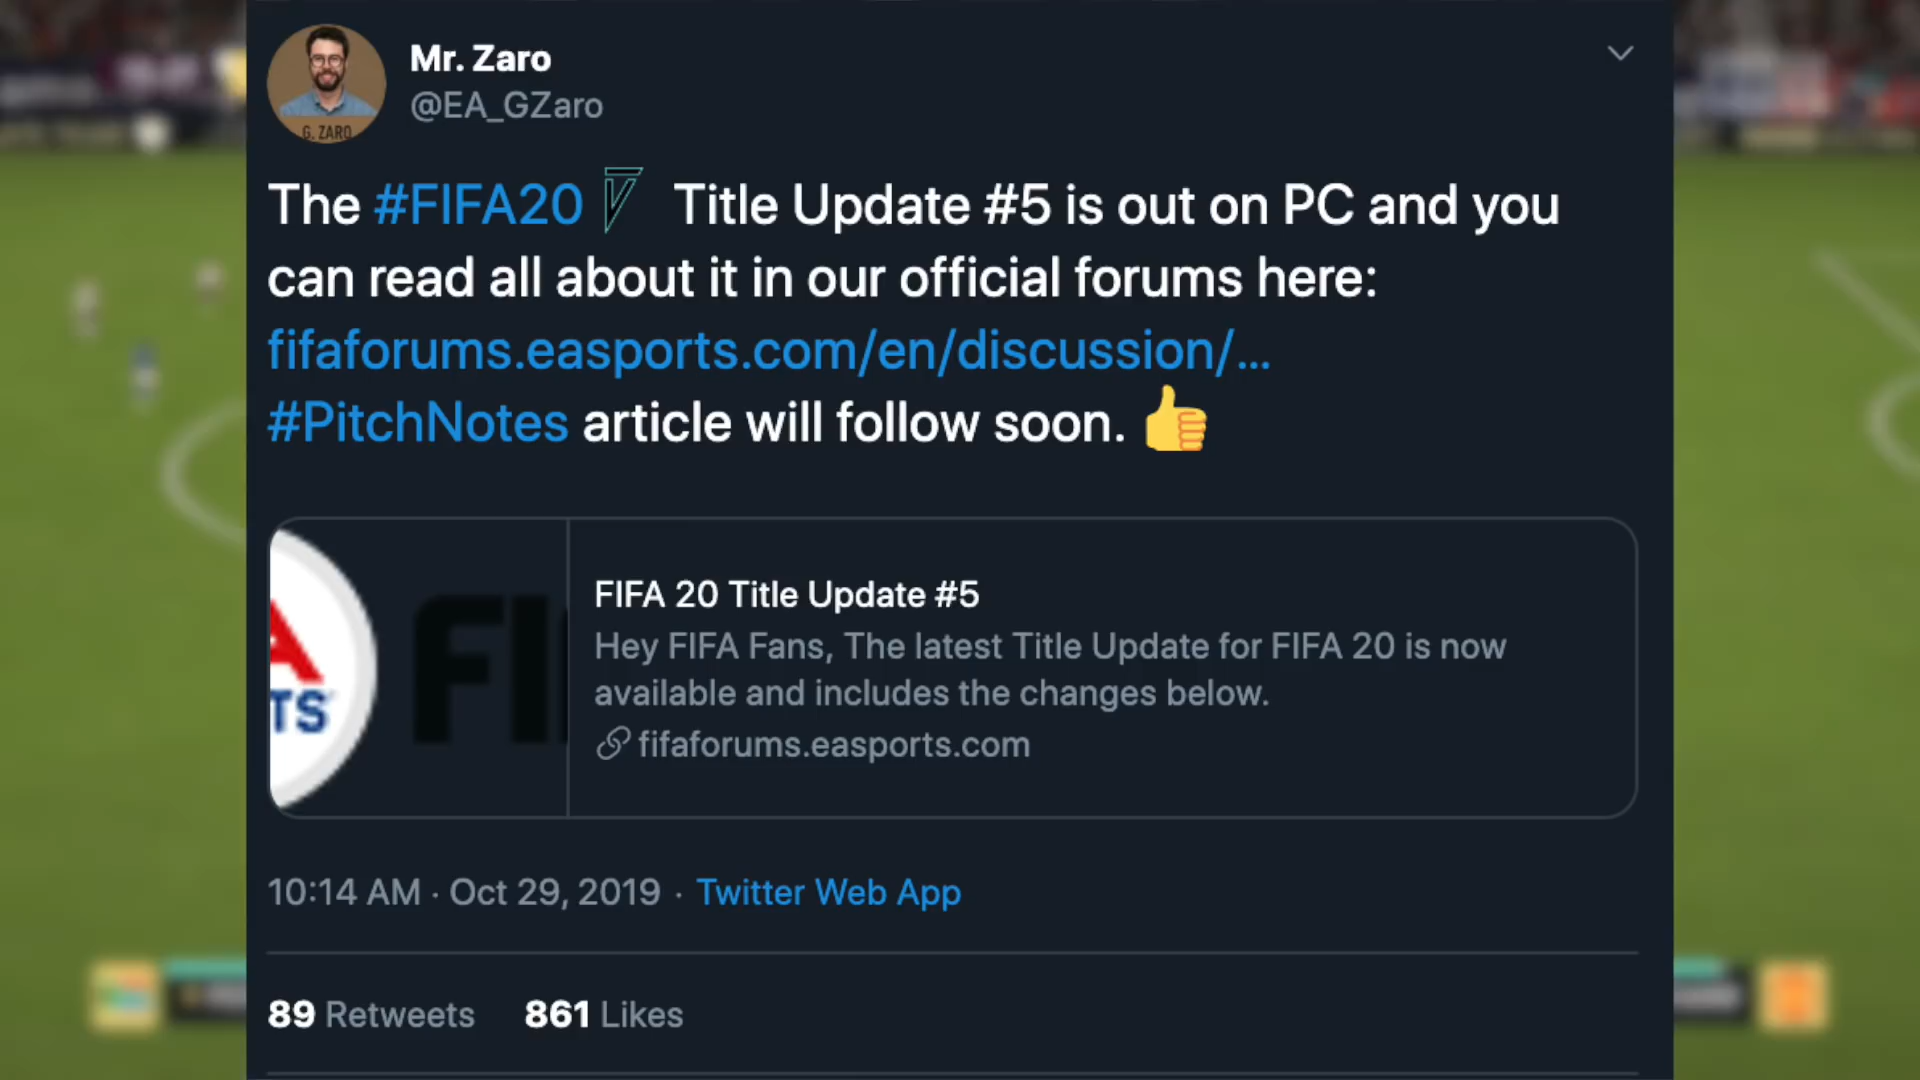 Mr. Zaro
@EA_GZaro
G. ZARO
The #FIFA20 Title Update #5 is out on PC and you
can read all about it in our official forums here:
fifaforums.easports.com/en/discussion/…
#PitchNotes article will follow soon. 👍
FIFA 20 Title Update #5
Hey FIFA Fans, The latest Title Update for FIFA 20 is now
available and includes the changes below.
fifaforums.easports.com
A
TS
FI
10:14 AM · Oct 29, 2019 · Twitter Web App
89 Retweets 861 Likes